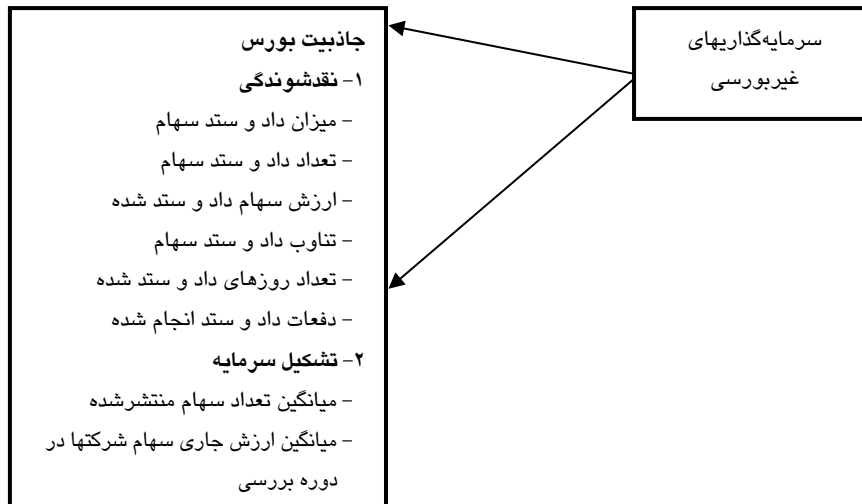 سرمایه‌گذاریهای
غیربورسی
جاذبیت بورس
۱- نقدشوندگی
- میزان داد و ستد سهام
- تعداد داد و ستد سهام
- ارزش سهام داد و ستد شده
- تناوب داد و ستد سهام
- تعداد روزهای داد و ستد شده
- دفعات داد و ستد انجام شده
۲- تشکیل سرمایه
- میانگین تعداد سهام منتشرشده
- میانگین ارزش جاری سهام شرکتها در
دوره بررسی